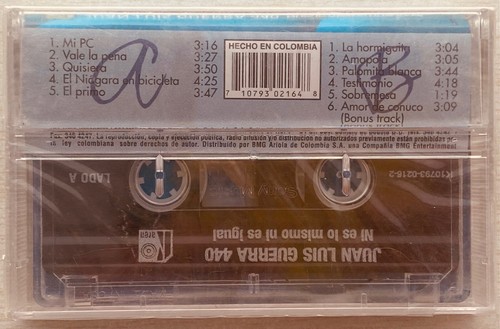 A
1. Mi PC 3:16
2. Vale la pena 3:27
3. Quisiera 3:50
4. El Niágara en bicicleta 4:25
5. El primo 3:47
HECHO EN COLOMBIA
7 10793 02164 8
B
1. La hormiguita 3:04
2. Amapola 3:05
3. Palomita blanca 3:44
4. Testimonio 4:18
5. Sobremesa 1:19
6. Amor de conuco 3:09
(Bonus track)
La reproducción, copia y ejecución pública, radio difusión y/o distribución no autorizados previamente están prohibidas
ley colombiana sobre derechos de autor. Distribuido por BMG Ariola de Colombia S.A. una Compañía BMG Entertainment
LADO A
JUAN LUIS GUERRA 440
Ni es lo mismo ni es igual
karen